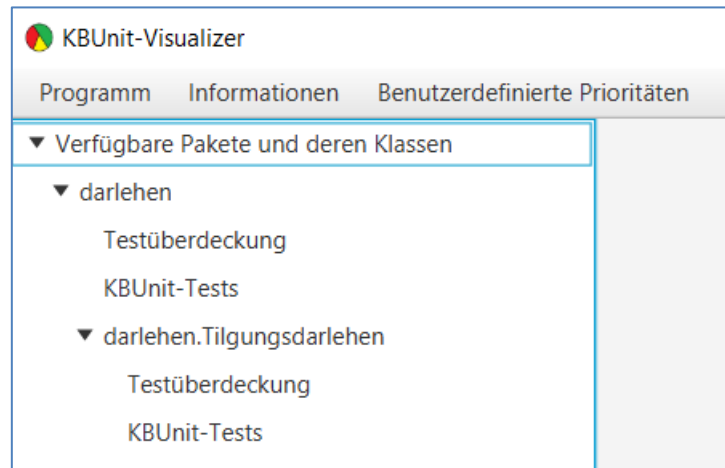 KBUnit-Visualizer
Programm Informationen Benutzerdefinierte Prioritäten
Verfügbare Pakete und deren Klassen
darlehen
Testüberdeckung
KBUnit-Tests
darlehen.Tilgungsdarlehen
Testüberdeckung
KBUnit-Tests